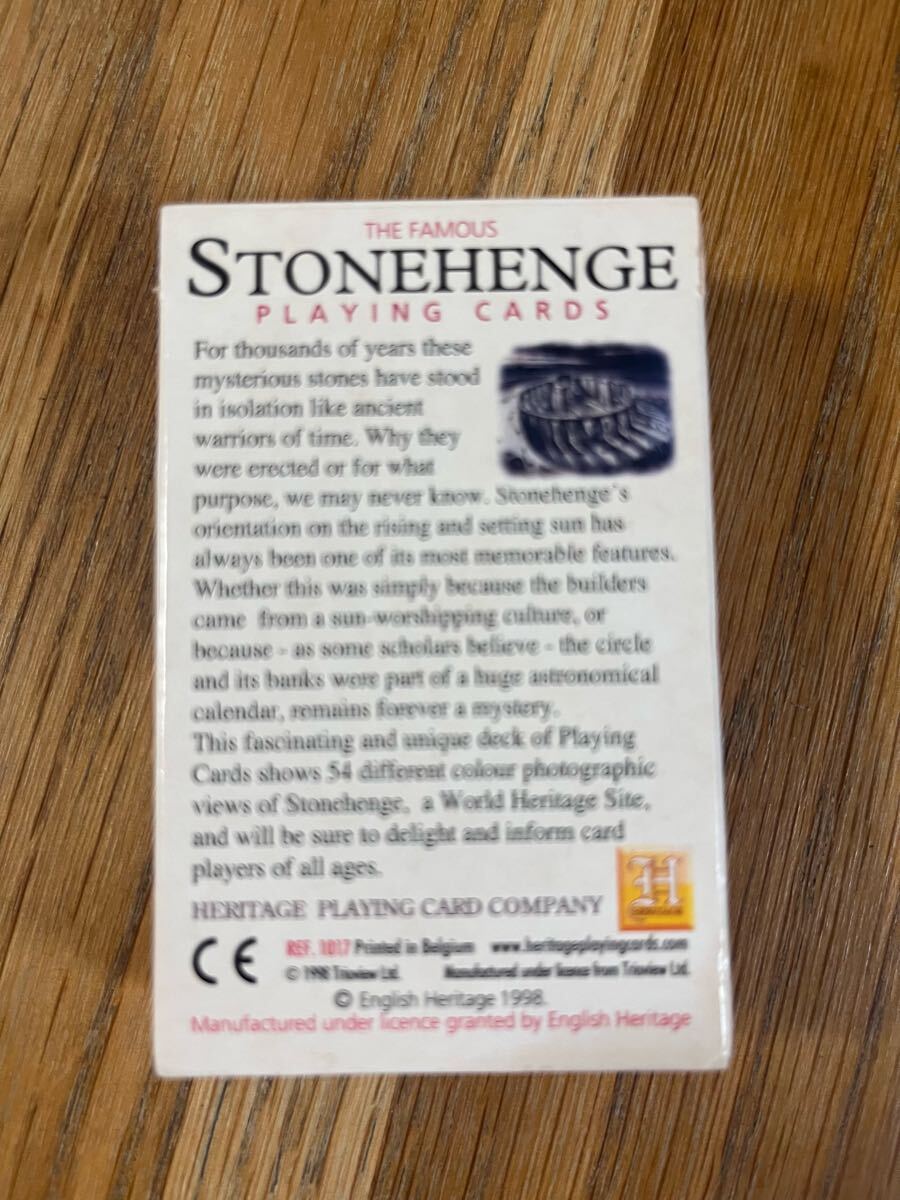 THE FAMOUS
STONEHENGE
PLAYING CARDS
For thousands of years these
mysterious stones have stood
in isolation like ancient
warriors of time. Why they
were erected or for what
purpose, we may never know. Stonehenge's
orientation on the rising and setting sun has
always been one of its most memorable features.
Whether this was simply because the builders
came from a sun-worshipping culture, or
because - as some scholars believe - the circle
and its banks were part of a huge astronomical
calendar, remains forever a mystery.
This fascinating and unique deck of Playing
Cards shows 54 different colour photographic
views of Stonehenge, a World Heritage Site,
and will be sure to delight and inform card
players of all ages.
H
HERITAGE PLAYING CARD COMPANY
CE
REF. 1017 Printed in Belgium www.heritageplayingcards.com
© 1998 Trioview Ltd. Manufactured under licence from Trioview Ltd.
© English Heritage 1998.
Manufactured under licence granted by English Heritage